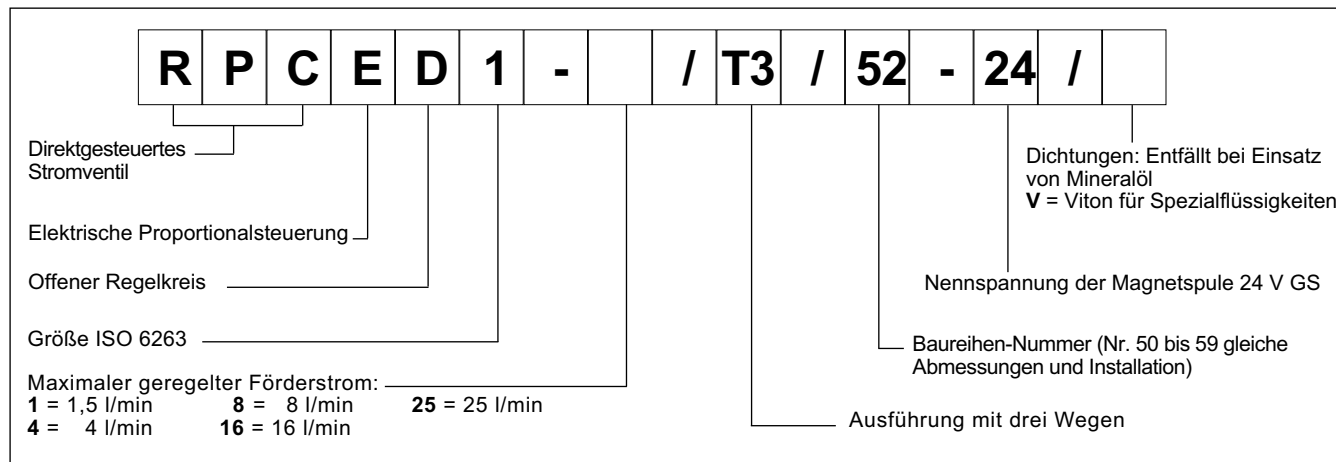 R P C E D 1 - / T3 / 52 - 24 /
Direktgesteuertes
Stromventil
Elektrische Proportionalsteuerung
Offener Regelkreis
Größe ISO 6263
Maximaler geregelter Förderstrom:
1 = 1,5 l/min 8 = 8 l/min 25 = 25 l/min
4 = 4 l/min 16 = 16 l/min
Dichtungen: Entfällt bei Einsatz
von Mineralöl
V = Viton für Spezialflüssigkeiten
Nennspannung der Magnetspule 24 V GS
Baureihen-Nummer (Nr. 50 bis 59 gleiche
Abmessungen und Installation)
Ausführung mit drei Wegen